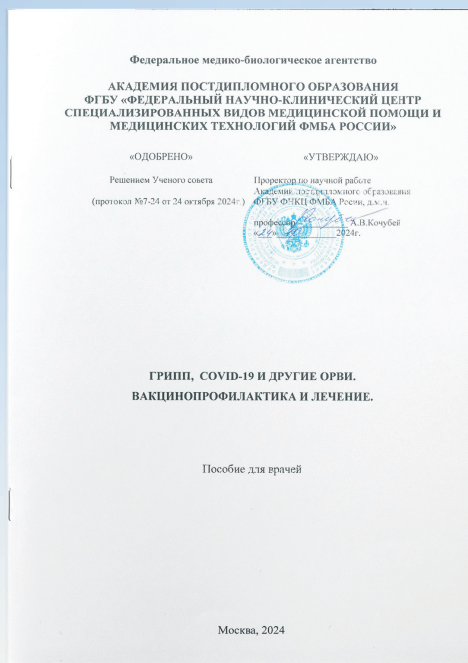 Федеральное медико-биологическое агентство
АКАДЕМИЯ ПОСТДИПЛОМНОГО ОБРАЗОВАНИЯ
ФГБУ «ФЕДЕРАЛЬНЫЙ НАУЧНО-КЛИНИЧЕСКИЙ ЦЕНТР
СПЕЦИАЛИЗИРОВАННЫХ ВИДОВ МЕДИЦИНСКОЙ ПОМОЩИ И
МЕДИЦИНСКИХ ТЕХНОЛОГИЙ ФМБА РОССИИ»
«ОДОБРЕНО»
Решением Ученого совета
(протокол №7-24 от 24 октября 2024г.)
«УТВЕРЖДАЮ»
Проректор по научной работе
Академии постдипломного образования
ФГБУ ФНКЦ ФМБА России, д.м.н.
профессор А.В.Кочубей
2024г.
ГРИПП, COVID-19 И ДРУГИЕ ОРВИ.
ВАКЦИНОПРОФИЛАКТИКА И ЛЕЧЕНИЕ.
Пособие для врачей
Москва, 2024